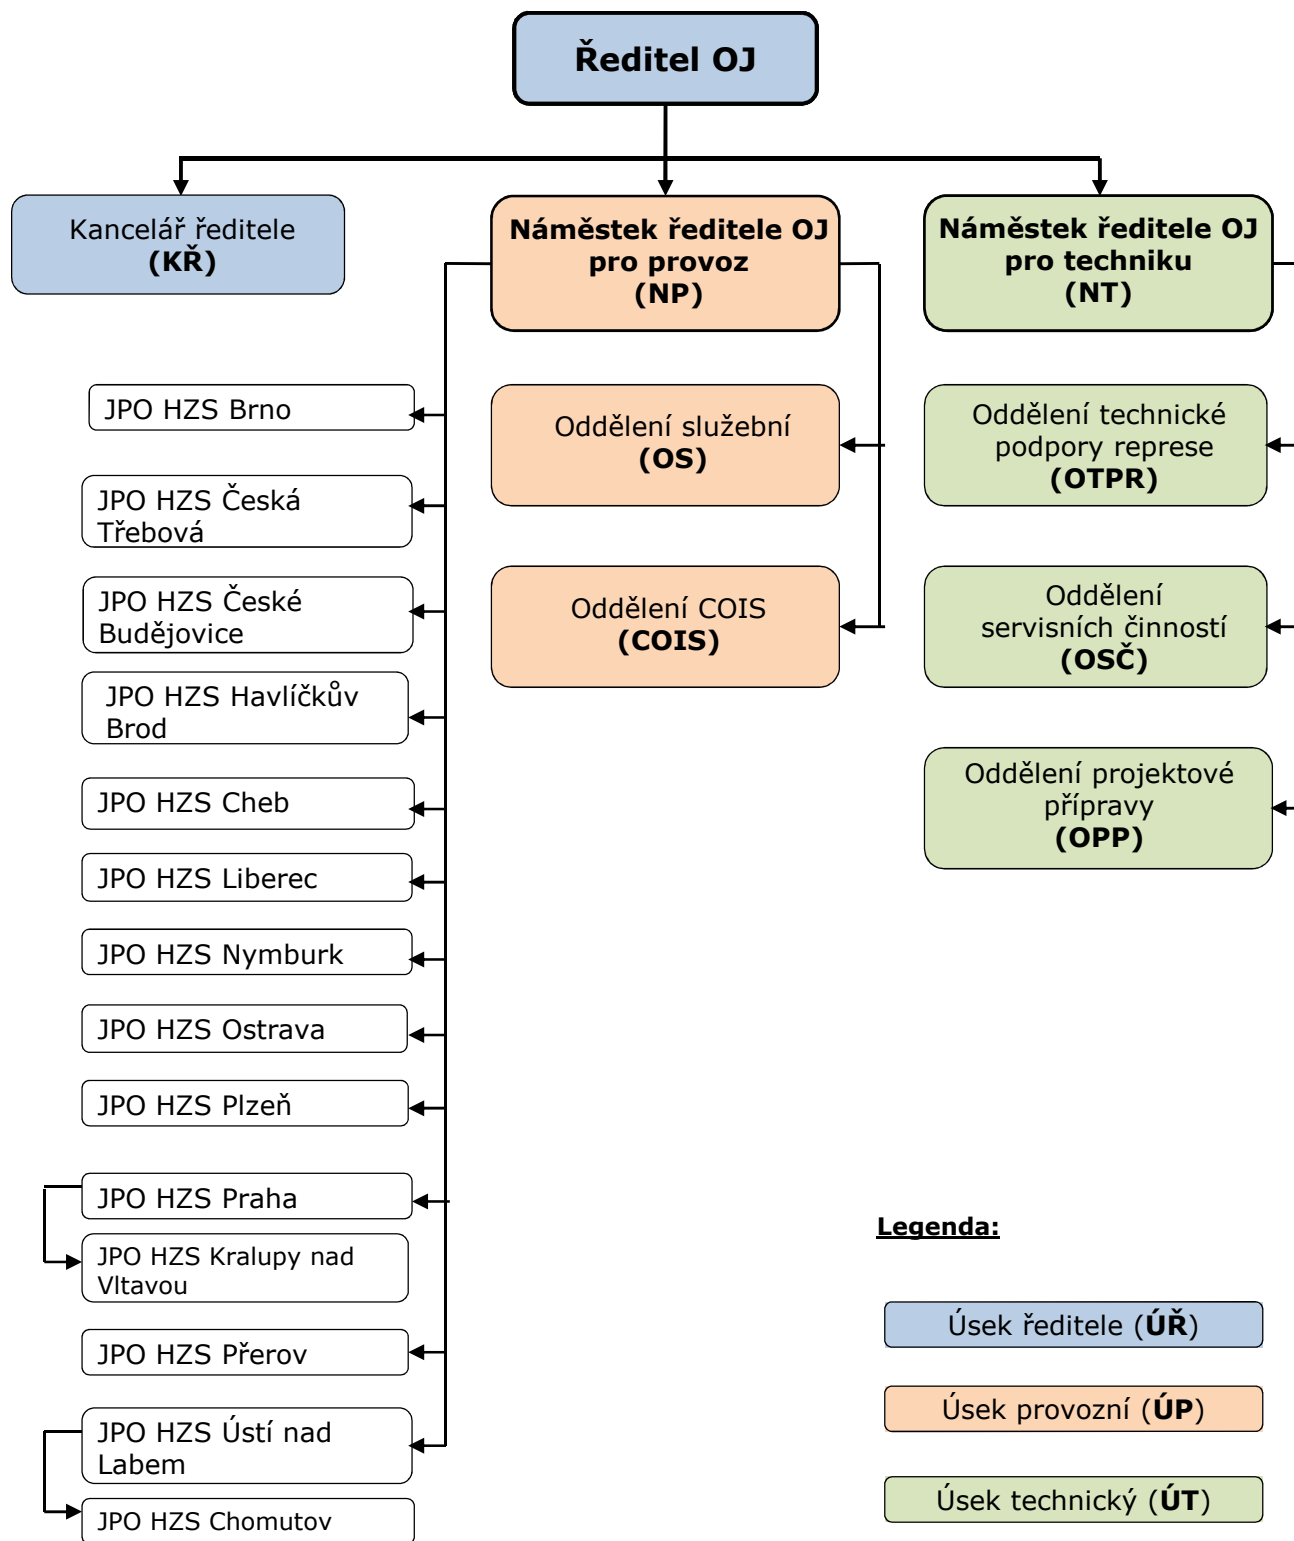 Ředitel OJ
Kancelář ředitele
(KŘ)
Náměstek ředitele OJ
pro provoz
(NP)
Náměstek ředitele OJ
pro techniku
(NT)
JPO HZS Brno
JPO HZS Česká
Třebová
JPO HZS České
Budějovice
JPO HZS Havlíčkův
Brod
JPO HZS Cheb
JPO HZS Liberec
JPO HZS Nymburk
JPO HZS Ostrava
JPO HZS Plzeň
JPO HZS Praha
JPO HZS Kralupy nad
Vltavou
JPO HZS Přerov
JPO HZS Ústí nad
Labem
JPO HZS Chomutov
Oddělení služební
(OS)
Oddělení COIS
(COIS)
Oddělení technické
podpory represe
(OTPR)
Oddělení
servisních činností
(OSČ)
Oddělení projektové
přípravy
(OPP)
Legenda:
Úsek ředitele (ÚŘ)
Úsek provozní (ÚP)
Úsek technický (ÚT)